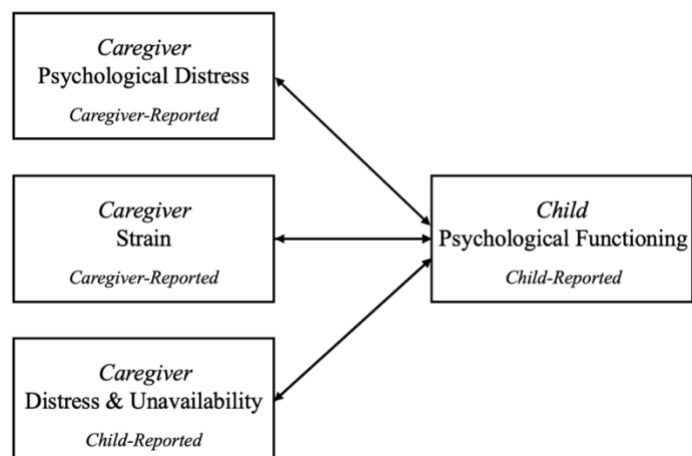 Caregiver
Psychological Distress
Caregiver-Reported
Caregiver
Strain
Caregiver-Reported
Child
Psychological Functioning
Child-Reported
Caregiver
Distress & Unavailability
Child-Reported